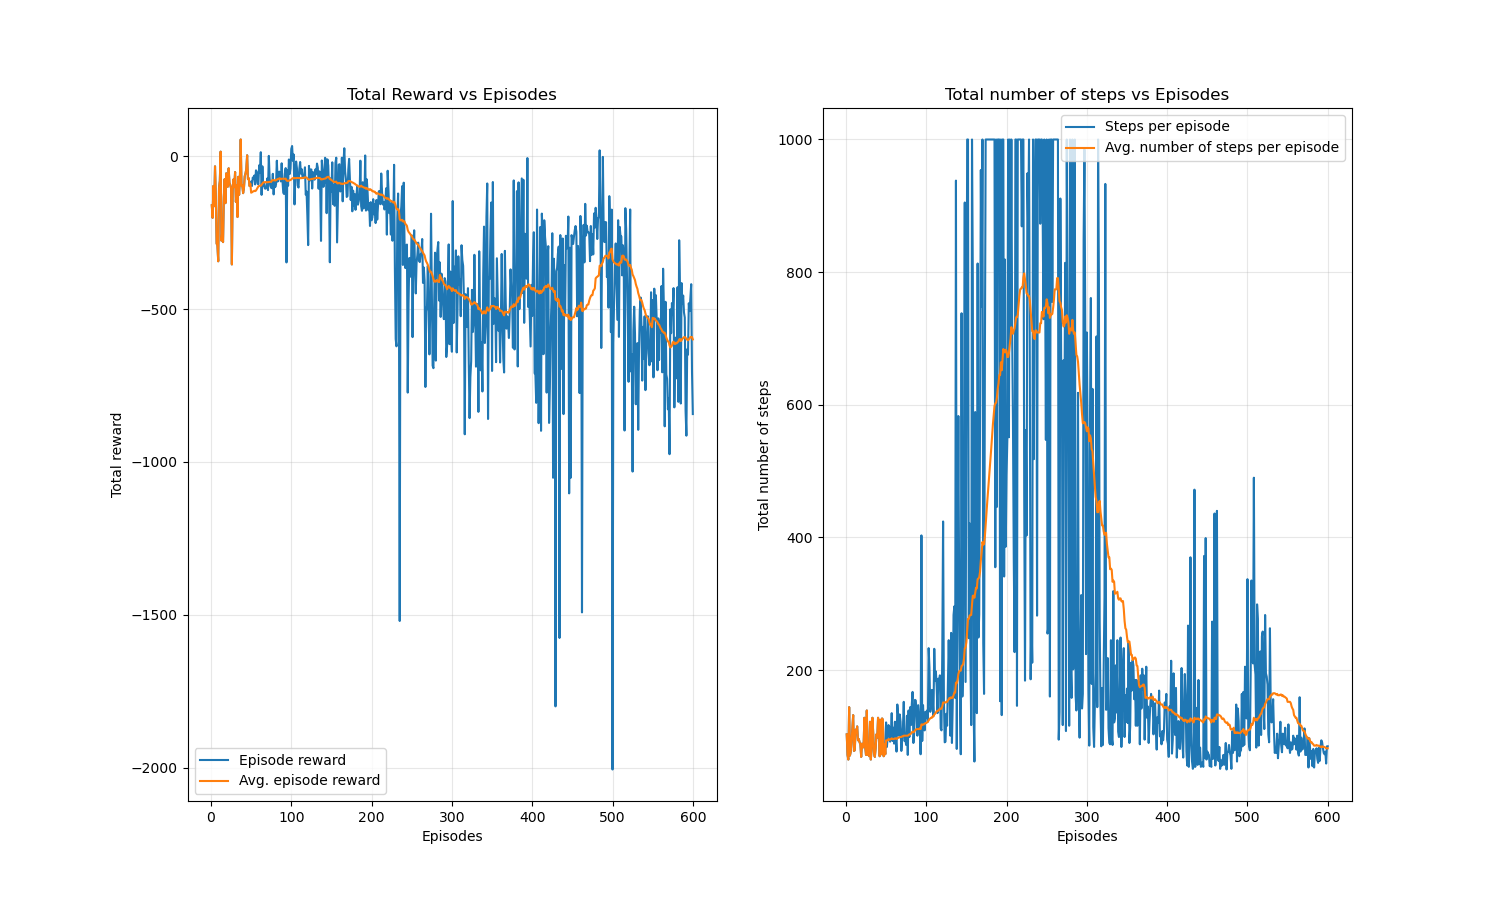 Total Reward vs Episodes
0
−500
−1000
−1500
−2000
Total reward
Episode reward
Avg. episode reward
0 100 200 300 400 500 600
Episodes
Total number of steps vs Episodes
1000
800
600
400
200
Total number of steps
Steps per episode
Avg. number of steps per episode
0 100 200 300 400 500 600
Episodes